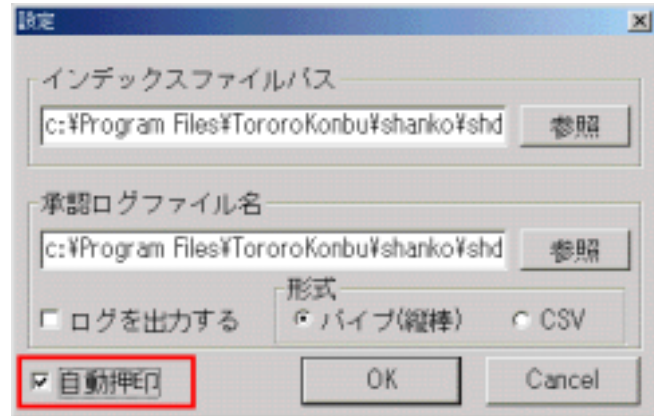 設定
インデックスファイルパス
c:¥Program Files¥TororoKonbu¥shanko¥shd
参照
承認ログファイル名
c:¥Program Files¥TororoKonbu¥shanko¥shd
参照
形式
ログを出力する
パイプ(縦棒)
CSV
自動押印
OK
Cancel